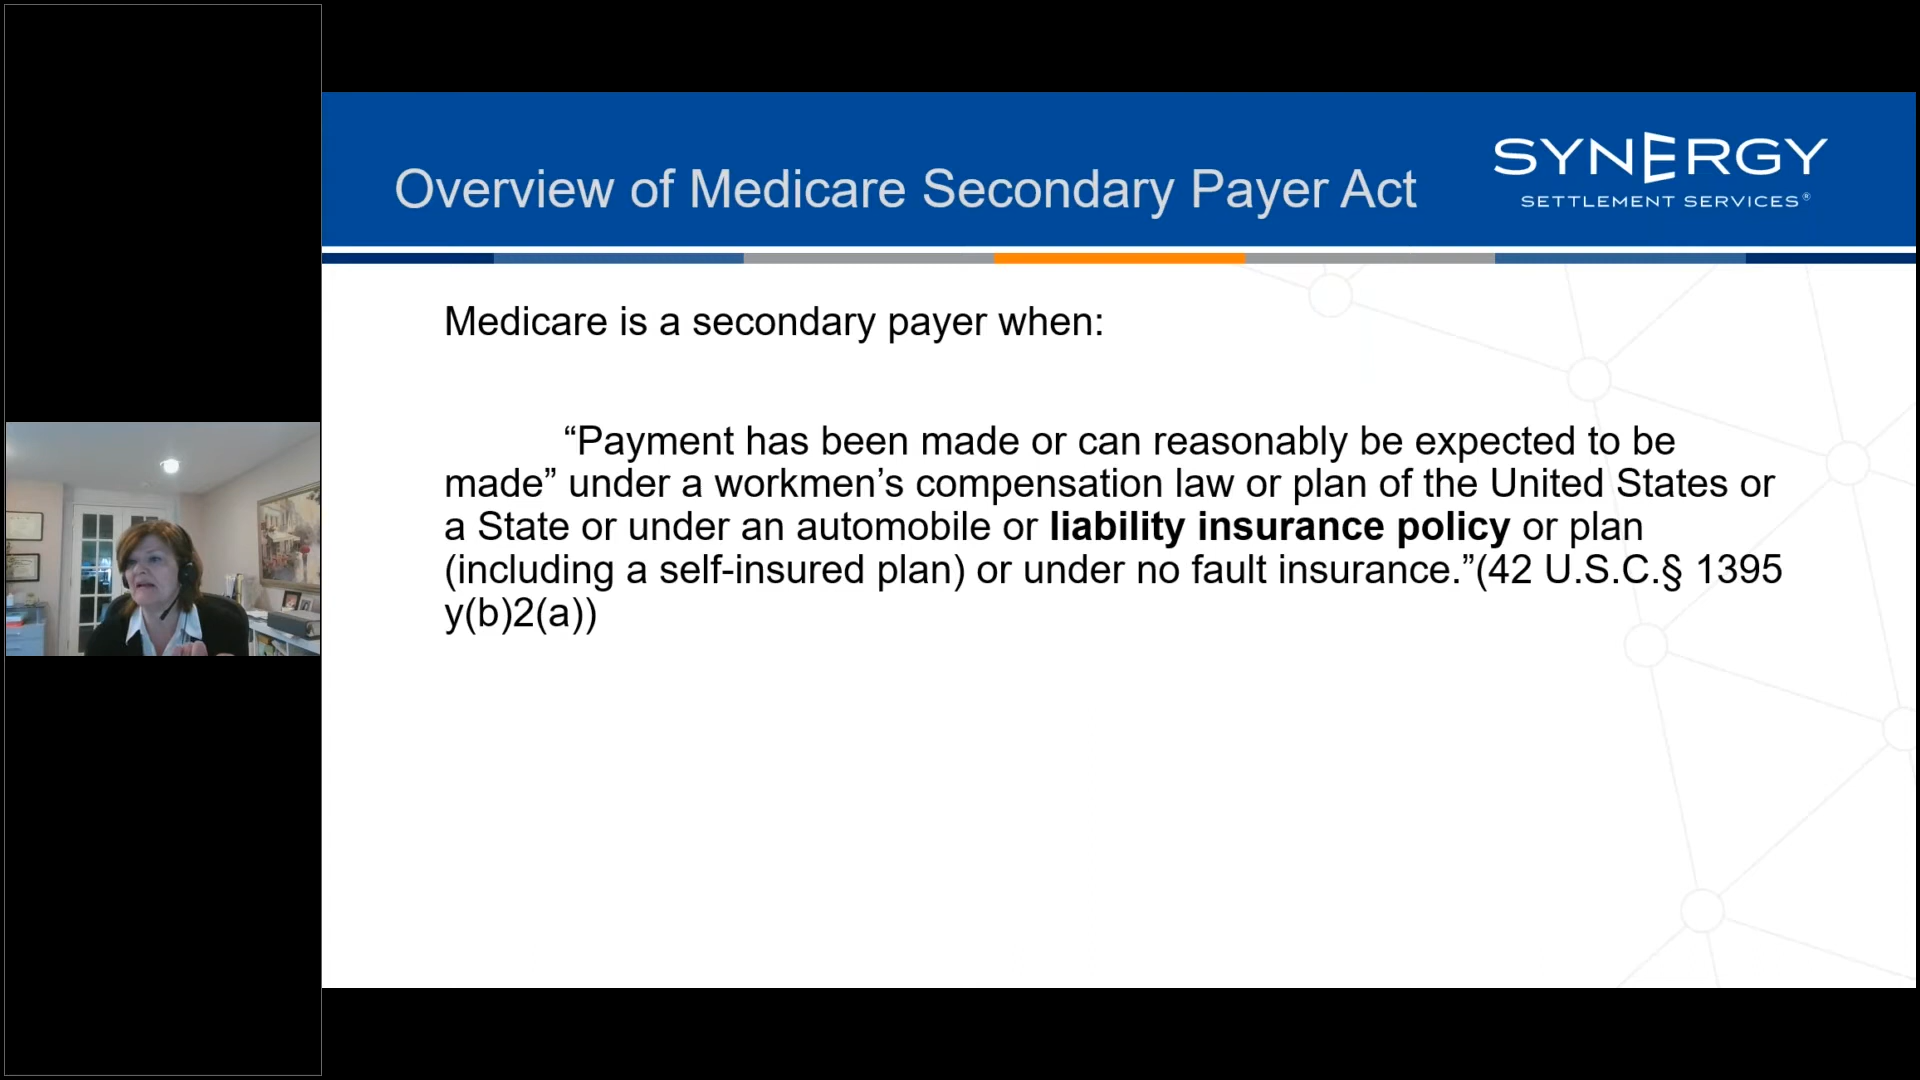 Overview of Medicare Secondary Payer Act
SYNERGY
SETTLEMENT SERVICES®
Medicare is a secondary payer when:
“Payment has been made or can reasonably be expected to be
made” under a workmen’s compensation law or plan of the United States or
a State or under an automobile or liability insurance policy or plan
(including a self-insured plan) or under no fault insurance.”(42 U.S.C.§ 1395
y(b)2(a))